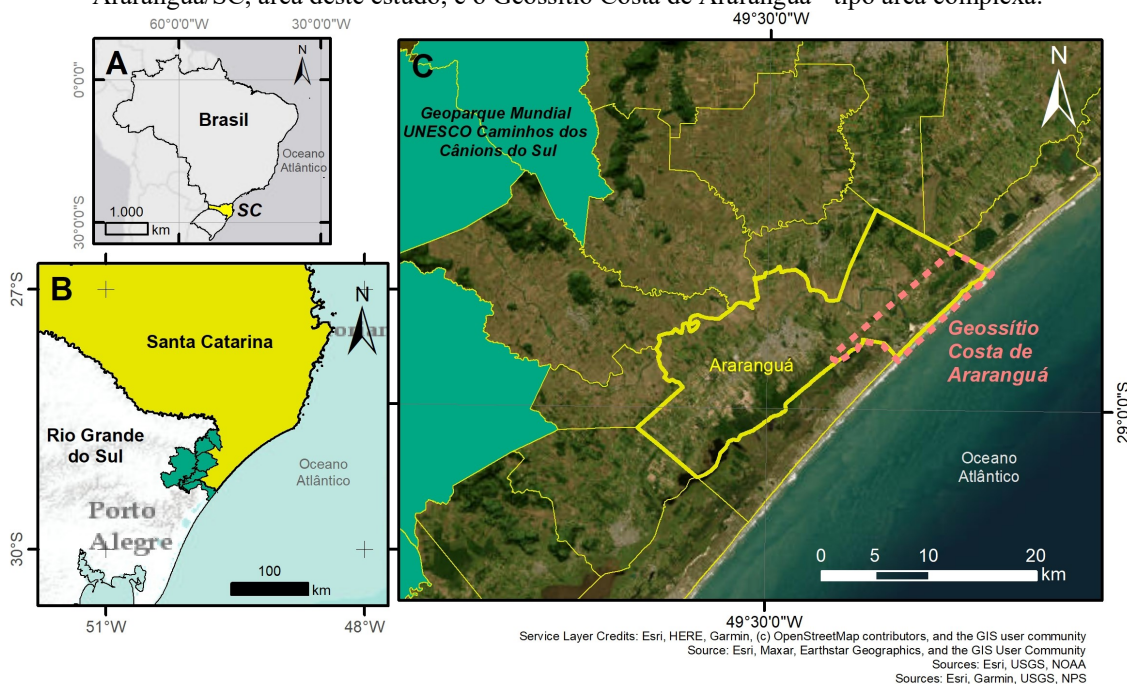 Araranguá/SC, área deste estudo, e o Geossítio Costa de Araranguá - tipo área complexa.
60°0'0"W
30°0'0"W
49°30'0"W
A
N
0°0'0"
Brasil
Oceano
Atlântico
SC
1.000
km
30°0'0"S
B
27°S
N
Santa Catarina
Rio Grande
do Sul
Oceano
Atlântico
Porto
Alegre
30°S
100
km
51°W
48°W
C
Geoparque Mundial
UNESCO Caminhos dos
Cânions do Sul
N
Geossítio
Costa de
Araranguá
Araranguá
29°0'0"S
Oceano
Atlântico
0 5 10 20
km
49°30'0"W
Service Layer Credits: Esri, HERE, Garmin, (c) OpenStreetMap contributors, and the GIS user community
Source: Esri, Maxar, Earthstar Geographics, and the GIS User Community
Sources: Esri, USGS, NOAA
Sources: Esri, Garmin, USGS, NPS